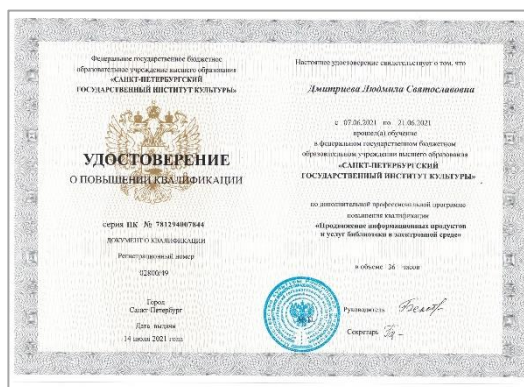 Федеральное государственное бюджетное
образовательное учреждение высшего образования
«САНКТ-ПЕТЕРБУРГСКИЙ
ГОСУДАРСТВЕННЫЙ ИНСТИТУТ КУЛЬТУРЫ»
УДОСТОВЕРЕНИЕ
О ПОВЫШЕНИИ КВАЛИФИКАЦИИ
серия ПК № 781294007844
ДОКУМЕНТ О КВАЛИФИКАЦИИ
Регистрационный номер
02800/49
Город
Санкт-Петербург
Дата выдачи
14 июля 2021 года
Настоящее удостоверение свидетельствует о том, что
Дмитриева Людмила Святославовна
с 07.06.2021 по 21.06.2021
прошел(а) обучение
в федеральном государственном бюджетном
образовательном учреждении высшего образования
«САНКТ-ПЕТЕРБУРГСКИЙ
ГОСУДАРСТВЕННЫЙ ИНСТИТУТ КУЛЬТУРЫ»
по дополнительной профессиональной программе
повышения квалификации
«Продвижение информационных продуктов
и услуг библиотеки в электронной среде»
в объеме 36 часов
Руководитель
Секретарь